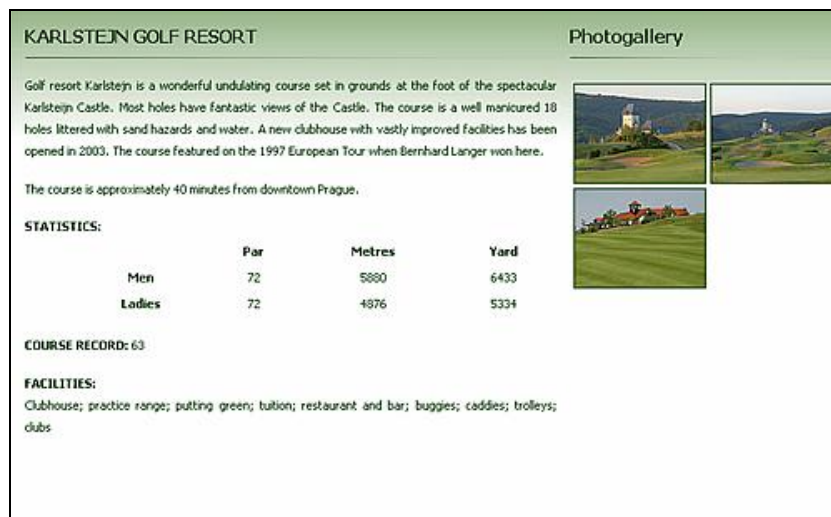 KARLSTEJN GOLF RESORT
Photogallery
Golf resort Karlstejn is a wonderful undulating course set in grounds at the foot of the spectacular
Karlsteijn Castle. Most holes have fantastic views of the Castle. The course is a well manicured 18
holes littered with sand hazards and water. A new clubhouse with vastly improved facilities has been
opened in 2003. The course featured on the 1997 European Tour when Bernhard Langer won here.
The course is approximately 40 minutes from downtown Prague.
STATISTICS:
Par Metres Yard
Men 72 5880 6433
Ladies 72 4876 5334
COURSE RECORD: 63
FACILITIES:
Clubhouse; practice range; putting green; tuition; restaurant and bar; buggies; caddies; trolleys;
clubs